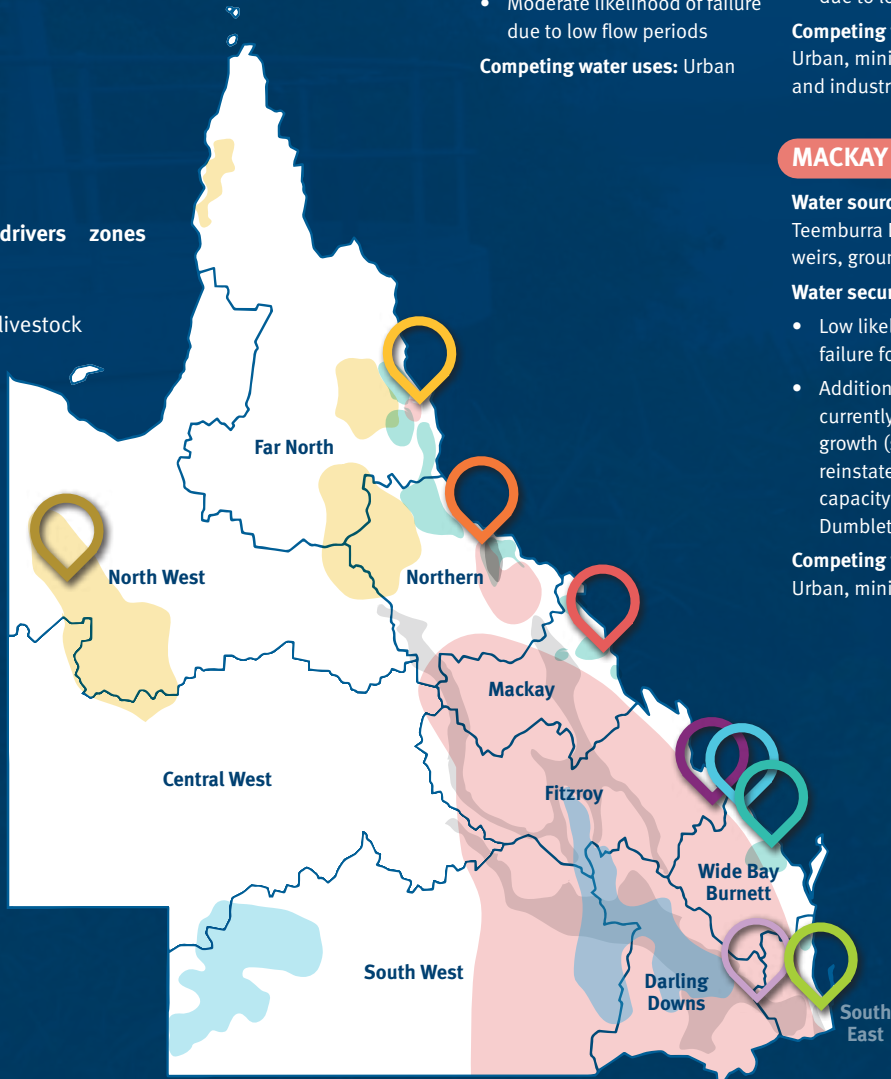 Moderate likelihood of failure
due to low flow periods
Competing water uses: Urban
due to lo
Competing
Urban, mini
and industr
MACKAY
Water sourc
Teemburra
weirs, groun
Water secur
• Low likel
failure fo
• Addition
currently
growth (
reinstate
capacity
Dumblet
Competing
Urban, mini
drivers zones
livestock
Far North
North West
Northern
Mackay
Central West
Fitzroy
Wide Bay
Burnett
South West
Darling
Downs
South
East